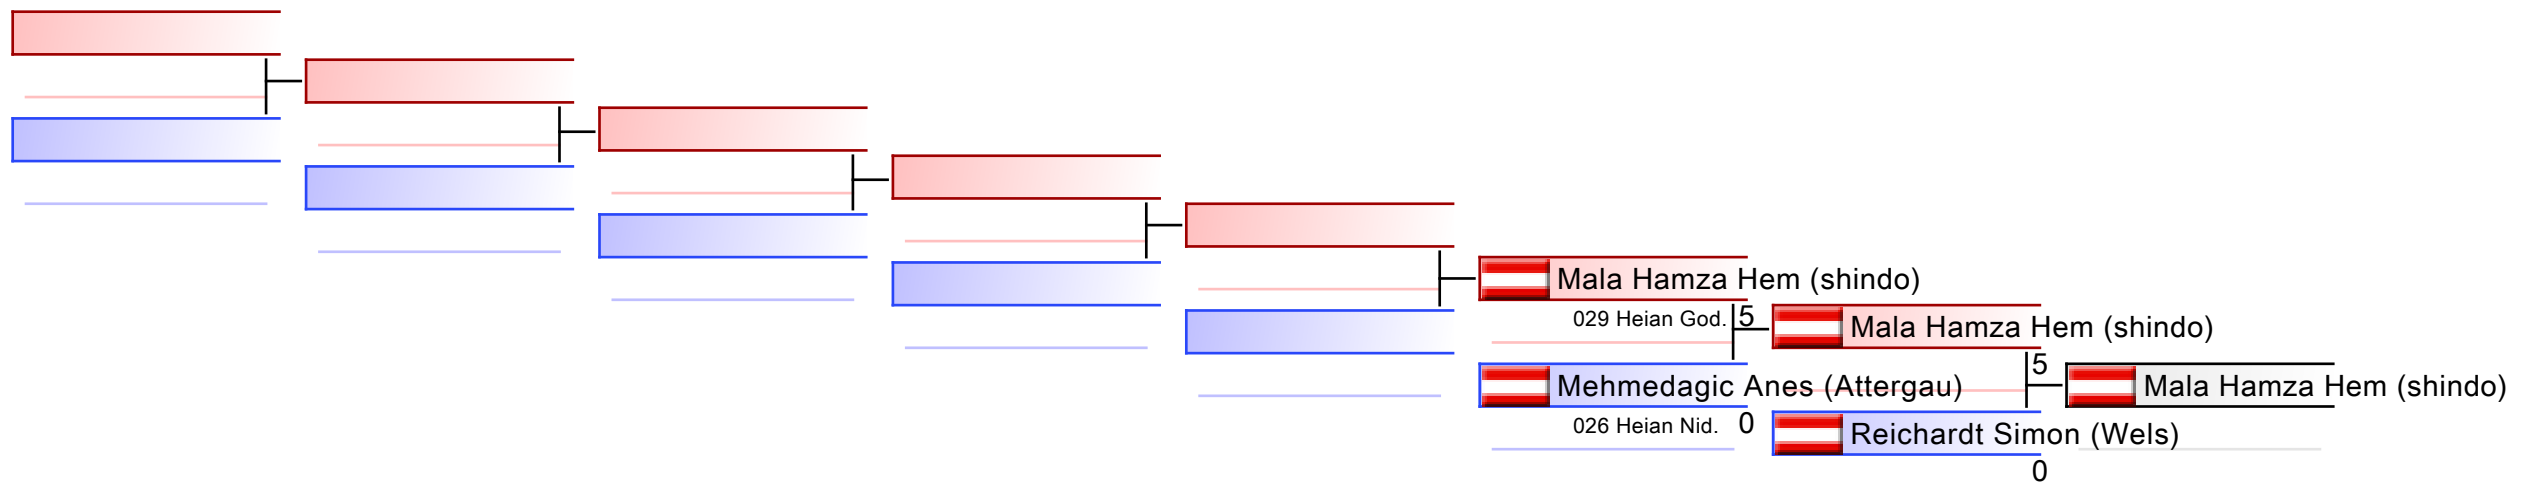 Mala Hamza Hem (shindo)
029 Heian God. 5
Mehmedagic Anes (Attergau)
026 Heian Nid. 0
Mala Hamza Hem (shindo)
5
Reichardt Simon (Wels)
0
Mala Hamza Hem (shindo)